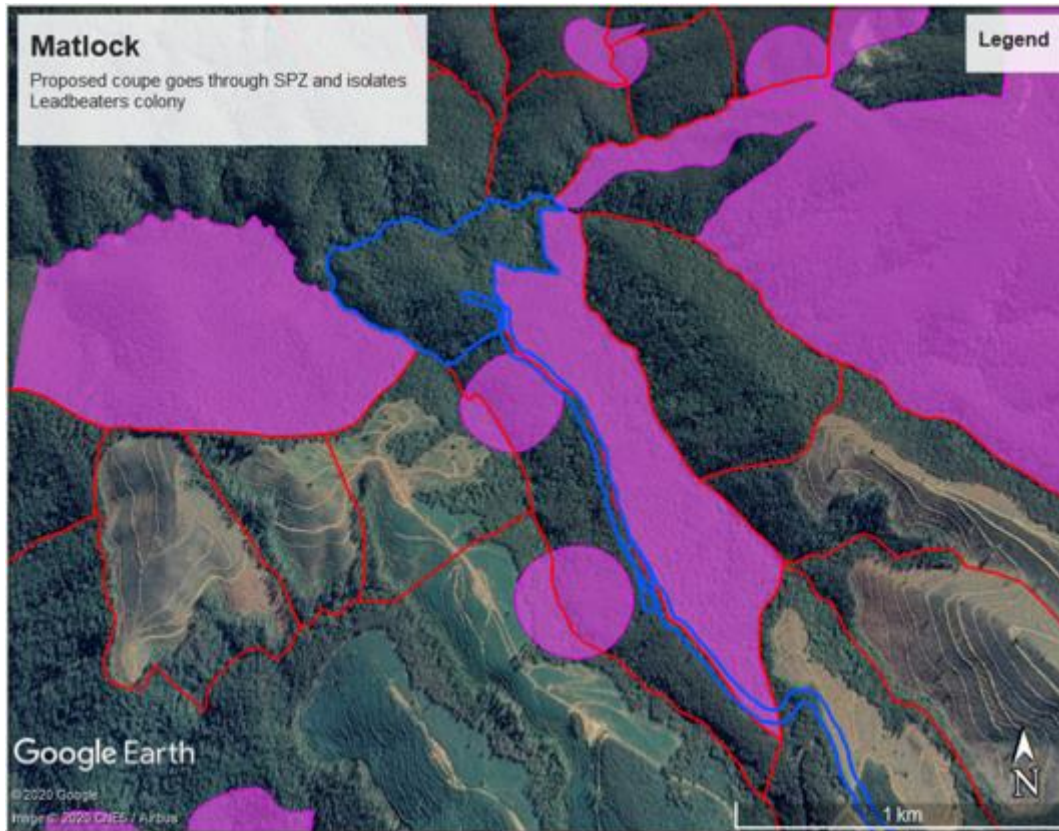 Matlock
Proposed coupe goes through SPZ and isolates
Leadbeaters colony
Legend
Google Earth
© 2020 Google
Image © 2020 CNES / Airbus
N
1 km